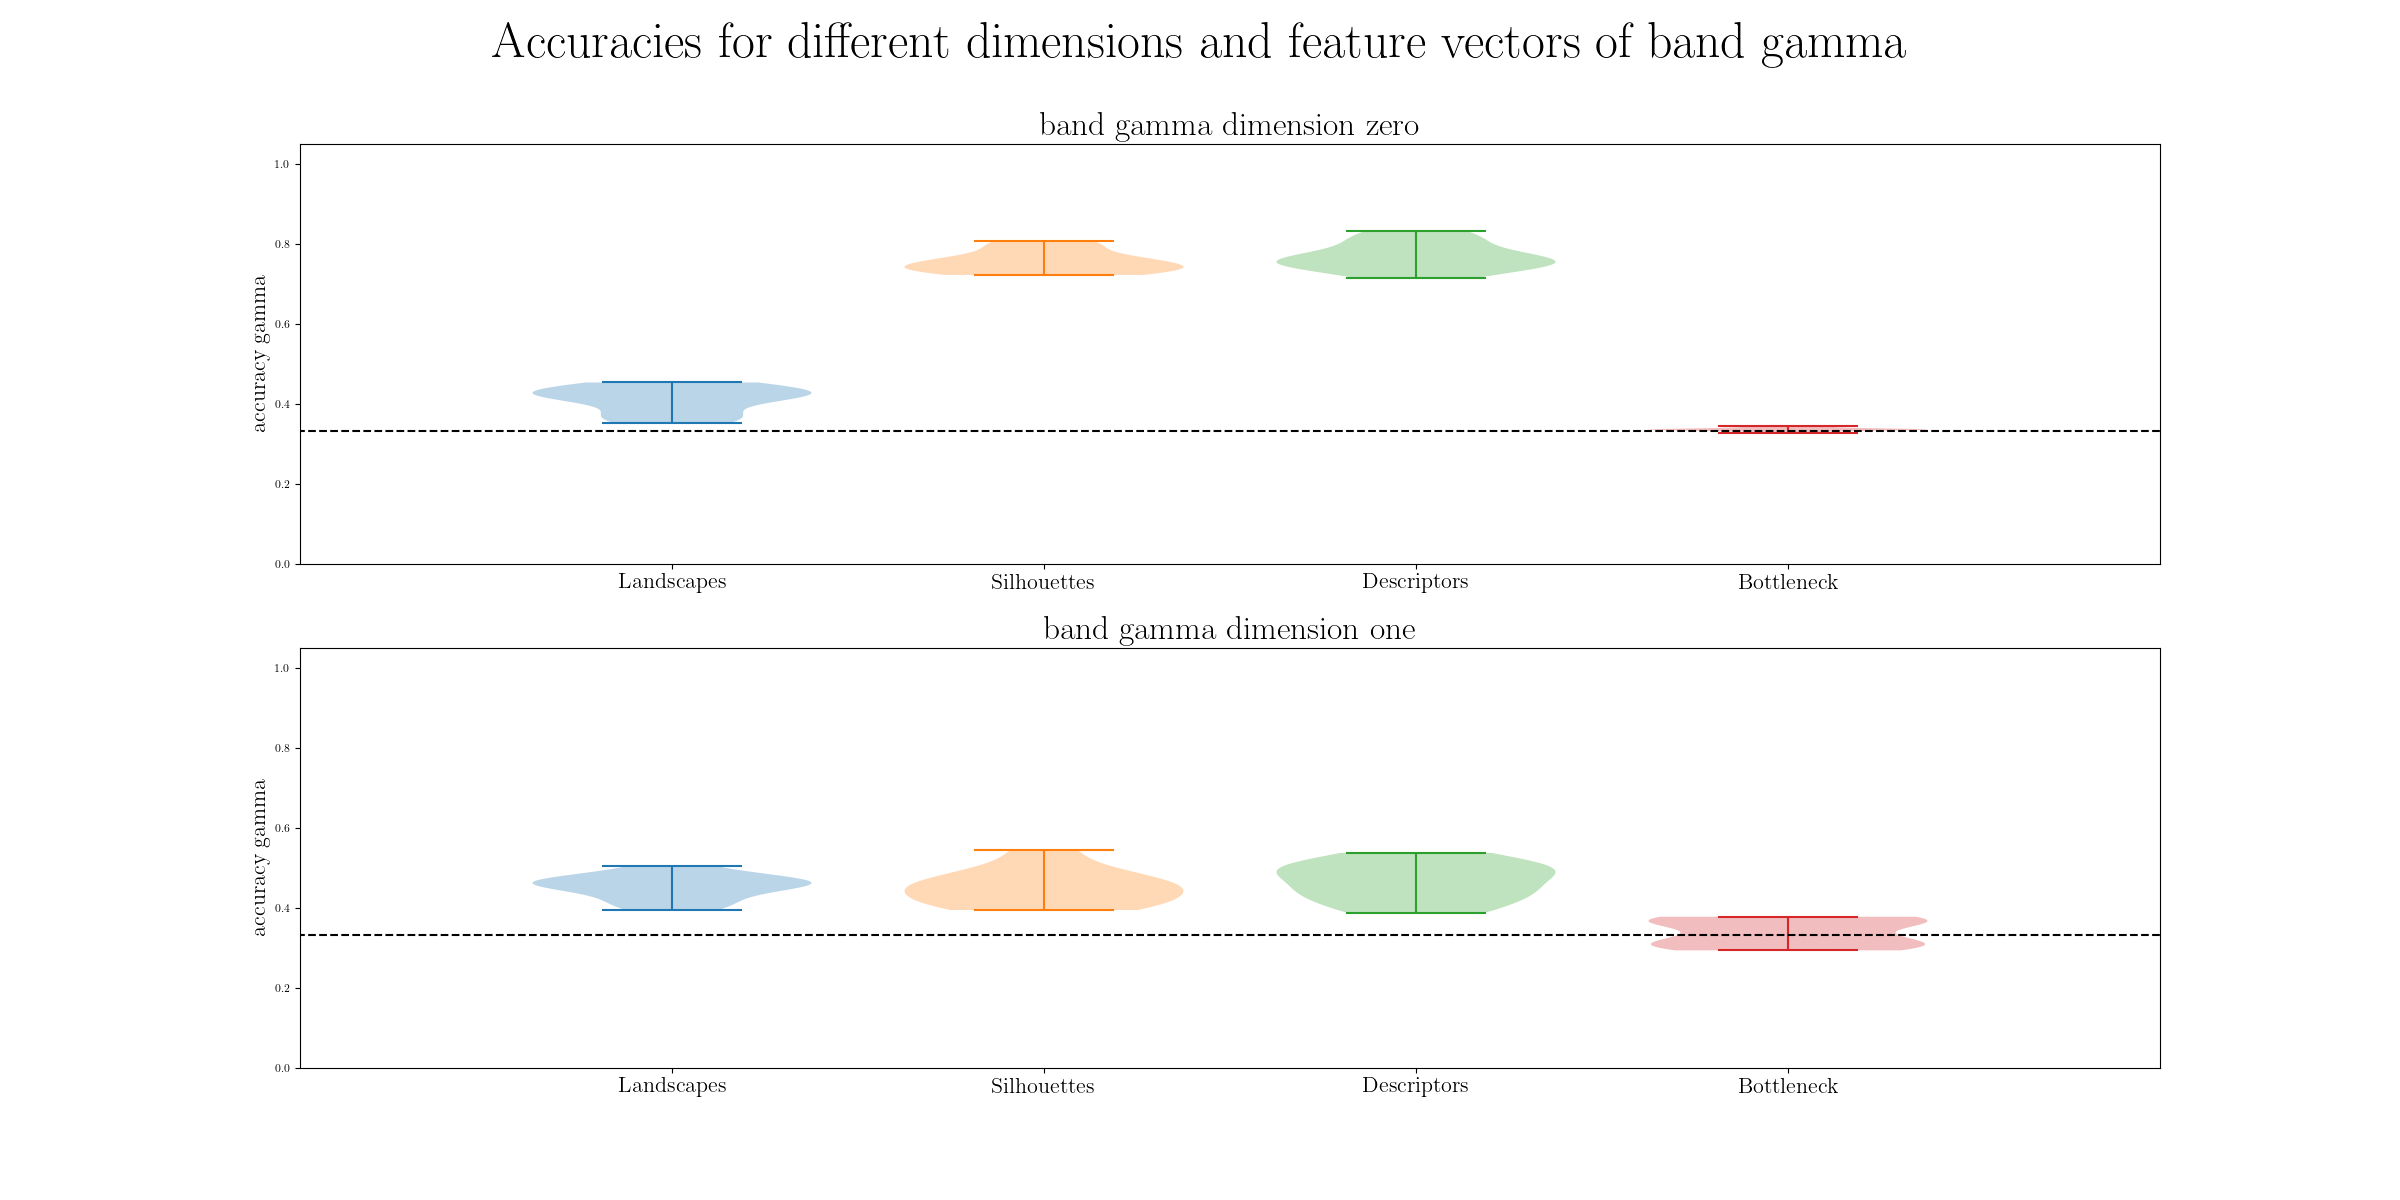 Accuracies for different dimensions and feature vectors of band gamma
band gamma dimension zero
1.0
0.8
0.6
0.4
0.2
0.0
accuracy gamma
Landscapes Silhouettes Descriptors Bottleneck
band gamma dimension one
1.0
0.8
0.6
0.4
0.2
0.0
accuracy gamma
Landscapes Silhouettes Descriptors Bottleneck